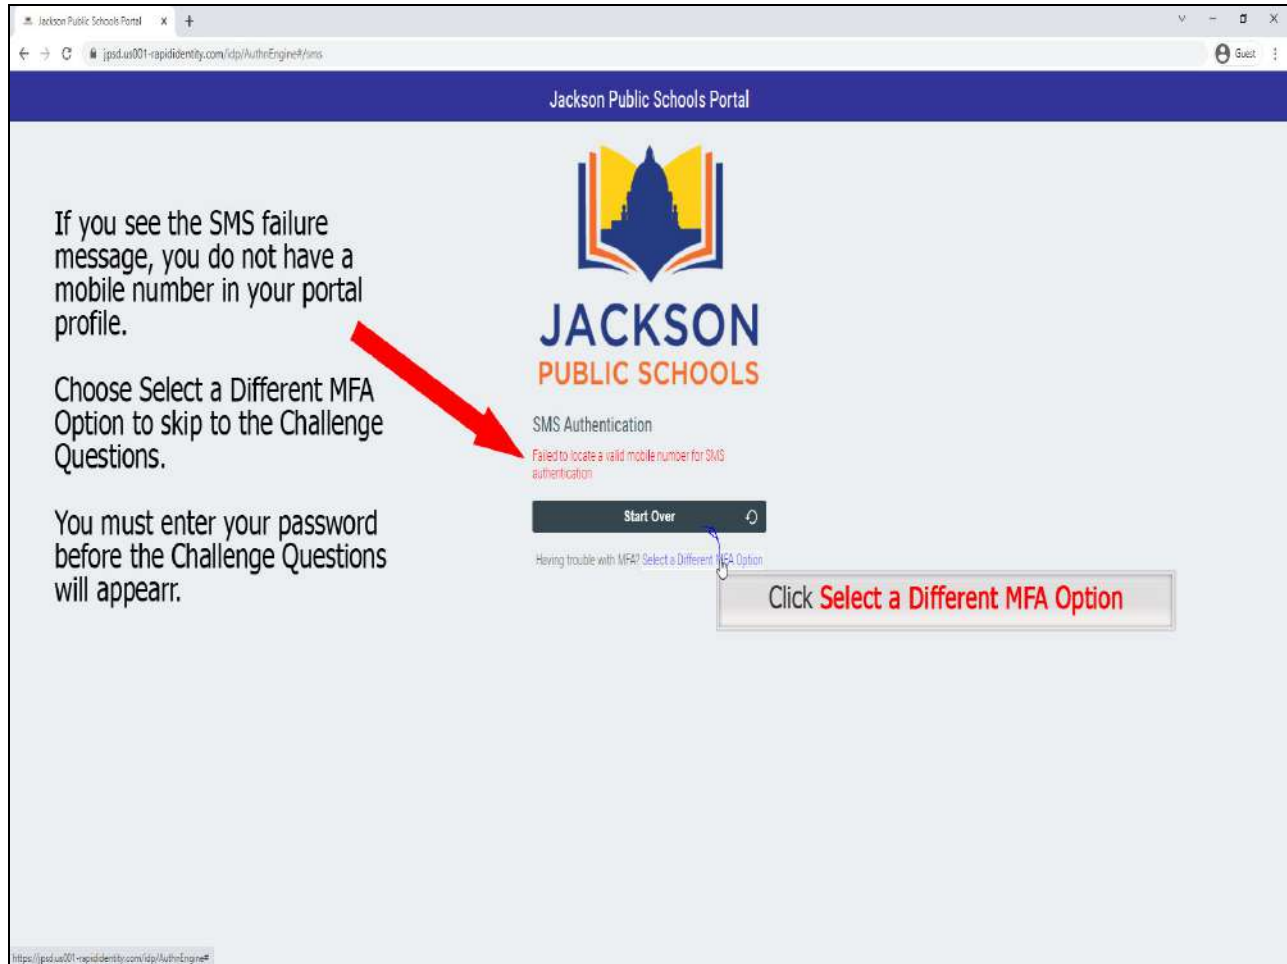 Jackson Public Schools Portal
jpsd.us001-rapididentity.com/idp/AuthnEngine#/sms
Guest
Jackson Public Schools Portal
If you see the SMS failure
message, you do not have a
mobile number in your portal
profile.
Choose Select a Different MFA
Option to skip to the Challenge
Questions.
You must enter your password
before the Challenge Questions
will appearr.
JACKSON
PUBLIC SCHOOLS
SMS Authentication
Failed to locate a valid mobile number for SMS
authentication
Start Over
Having trouble with MFA? Select a Different MFA Option
Click Select a Different MFA Option
https://jpsd.us001-rapididentity.com/idp/AuthnEngine#